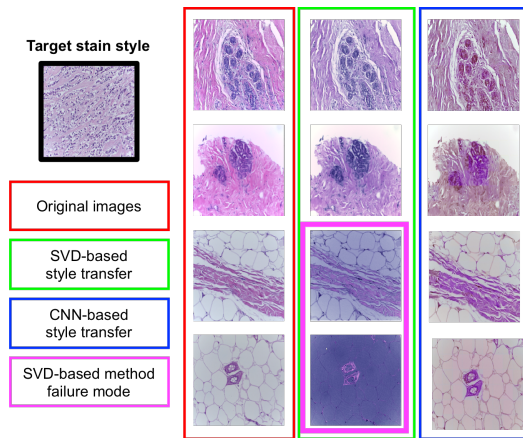 Target stain style
Original images
SVD-based
style transfer
CNN-based
style transfer
SVD-based method
failure mode